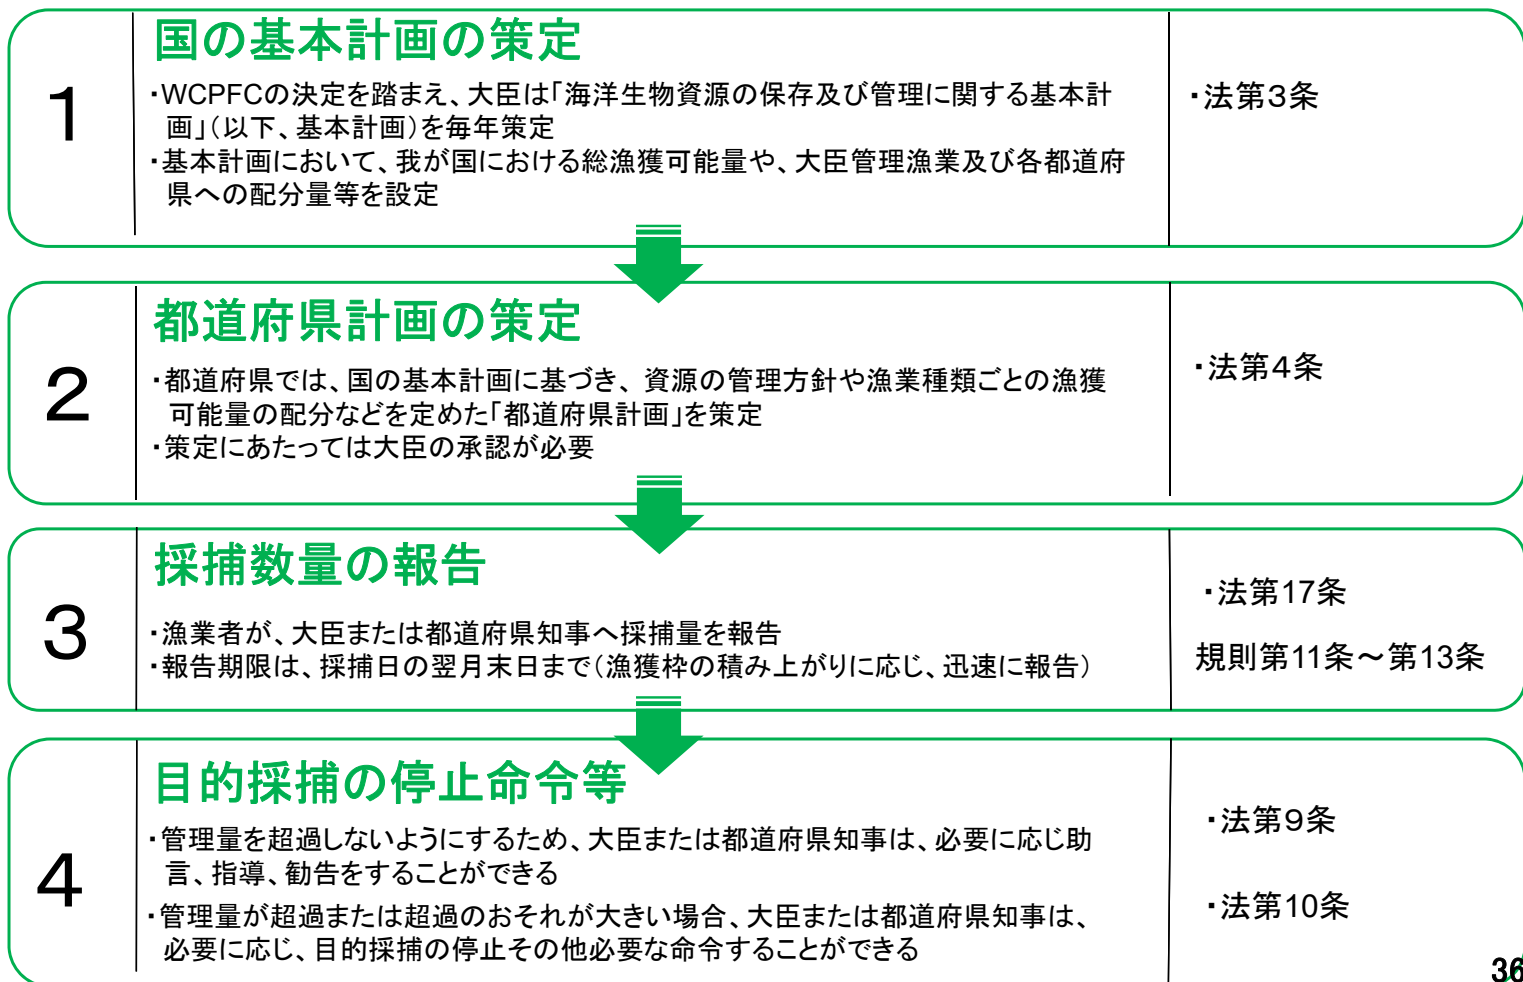 1
国の基本計画の策定
・WCPFCの決定を踏まえ、大臣は「海洋生物資源の保存及び管理に関する基本計
画」（以下、基本計画）を毎年策定
・基本計画において、我が国における総漁獲可能量や、大臣管理漁業及び各都道府
県への配分量等を設定
・法第３条
2
都道府県計画の策定
・都道府県では、国の基本計画に基づき、資源の管理方針や漁業種類ごとの漁獲
可能量の配分などを定めた「都道府県計画」を策定
・策定にあたっては大臣の承認が必要
・法第４条
3
採捕数量の報告
・漁業者が、大臣または都道府県知事へ採捕量を報告
・報告期限は、採捕日の翌月末日まで（漁獲枠の積み上がりに応じ、迅速に報告）
・法第17条
規則第11条～第13条
4
目的採捕の停止命令等
・管理量を超過しないようにするため、大臣または都道府県知事は、必要に応じ助
言、指導、勧告をすることができる
・管理量が超過または超過のおそれが大きい場合、大臣または都道府県知事は、
必要に応じ、目的採捕の停止その他必要な命令することができる
・法第９条
・法第10条
36